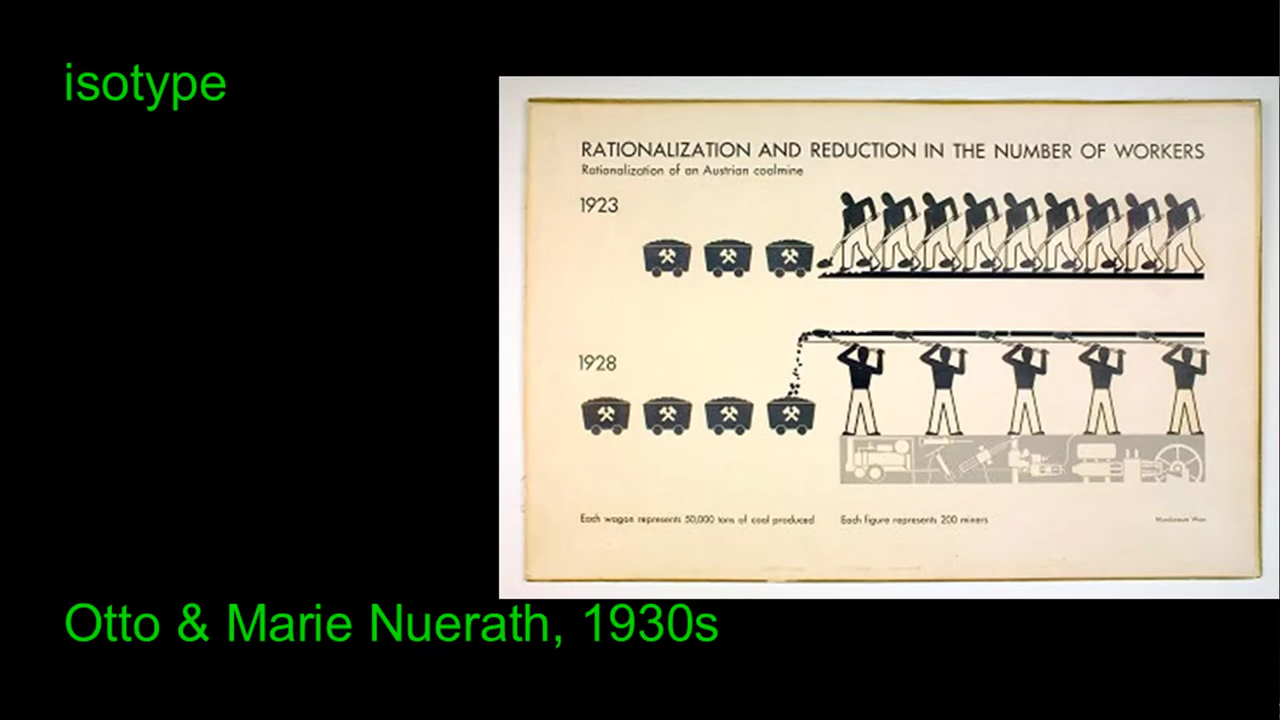 isotype
RATIONALIZATION AND REDUCTION IN THE NUMBER OF WORKERS
Rationalization of an Austrian coalmine
1923
1928
Each wagon represents 50,000 tons of coal produced
Each figure represents 200 miners
Otto & Marie Nuerath, 1930s